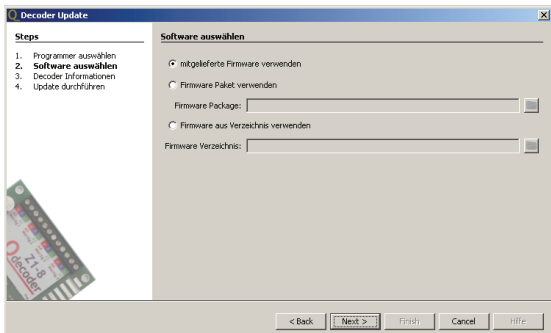 Decoder Update
Steps
1. Programmer auswählen
2. Software auswählen
3. Decoder Informationen
4. Update durchführen
Software auswählen
mitgelieferte Firmware verwenden
Firmware Paket verwenden
Firmware Package:
Firmware aus Verzeichnis verwenden
Firmware Verzeichnis:
Qdecoder
Z1-8
< Back
Next >
Finish
Cancel
Hilfe